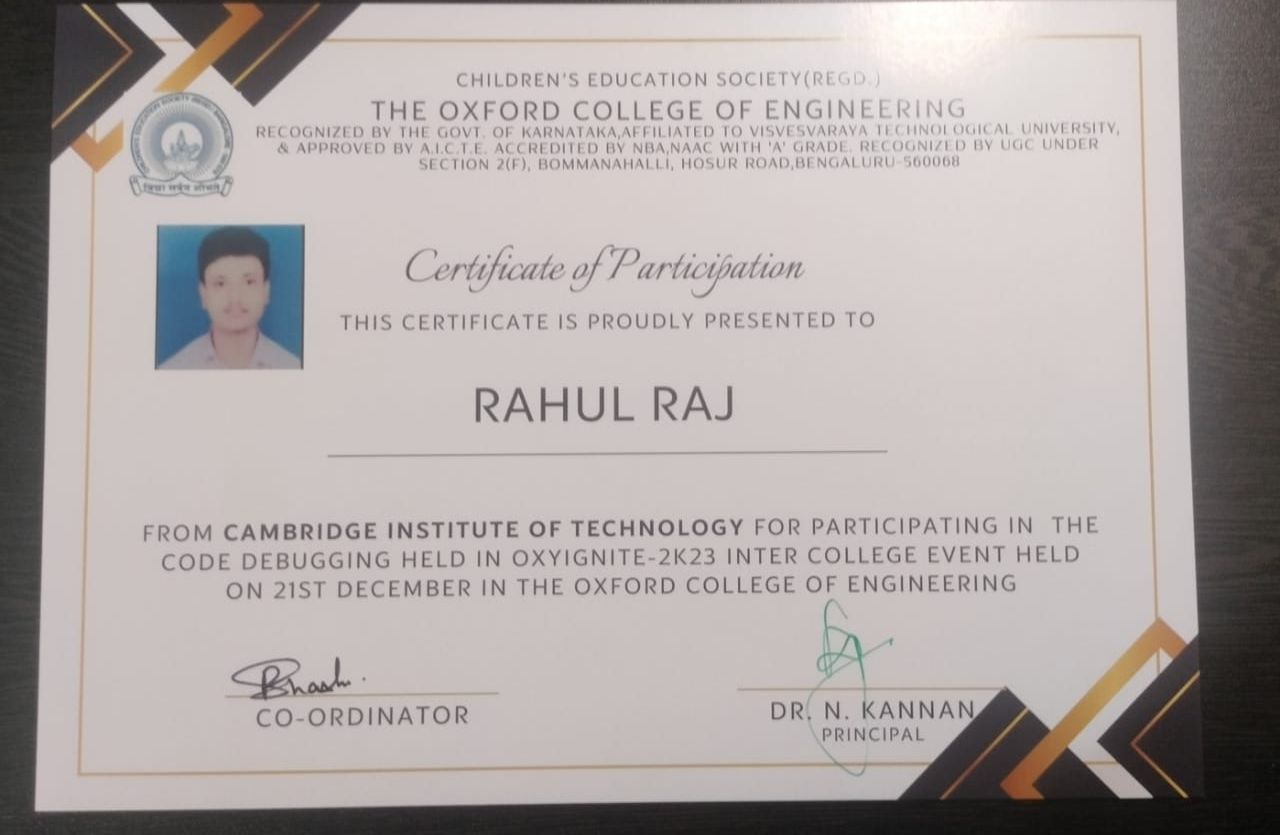 CHILDREN'S EDUCATION SOCIETY(REGD.)
THE OXFORD COLLEGE OF ENGINEERING
RECOGNIZED BY THE GOVT. OF KARNATAKA,AFFILIATED TO VISVESVARAYA TECHNOLOGICAL UNIVERSITY,
& APPROVED BY A.I.C.T.E. ACCREDITED BY NBA,NAAC WITH 'A' GRADE, RECOGNIZED BY UGC UNDER
SECTION 2(F), BOMMANAHALLI, HOSUR ROAD,BENGALURU-560068
Certificate of Participation
THIS CERTIFICATE IS PROUDLY PRESENTED TO
RAHUL RAJ
FROM CAMBRIDGE INSTITUTE OF TECHNOLOGY FOR PARTICIPATING IN THE
CODE DEBUGGING HELD IN OXYIGNITE-2K23 INTER COLLEGE EVENT HELD
ON 21ST DECEMBER IN THE OXFORD COLLEGE OF ENGINEERING
CO-ORDINATOR
DR. N. KANNAN
PRINCIPAL